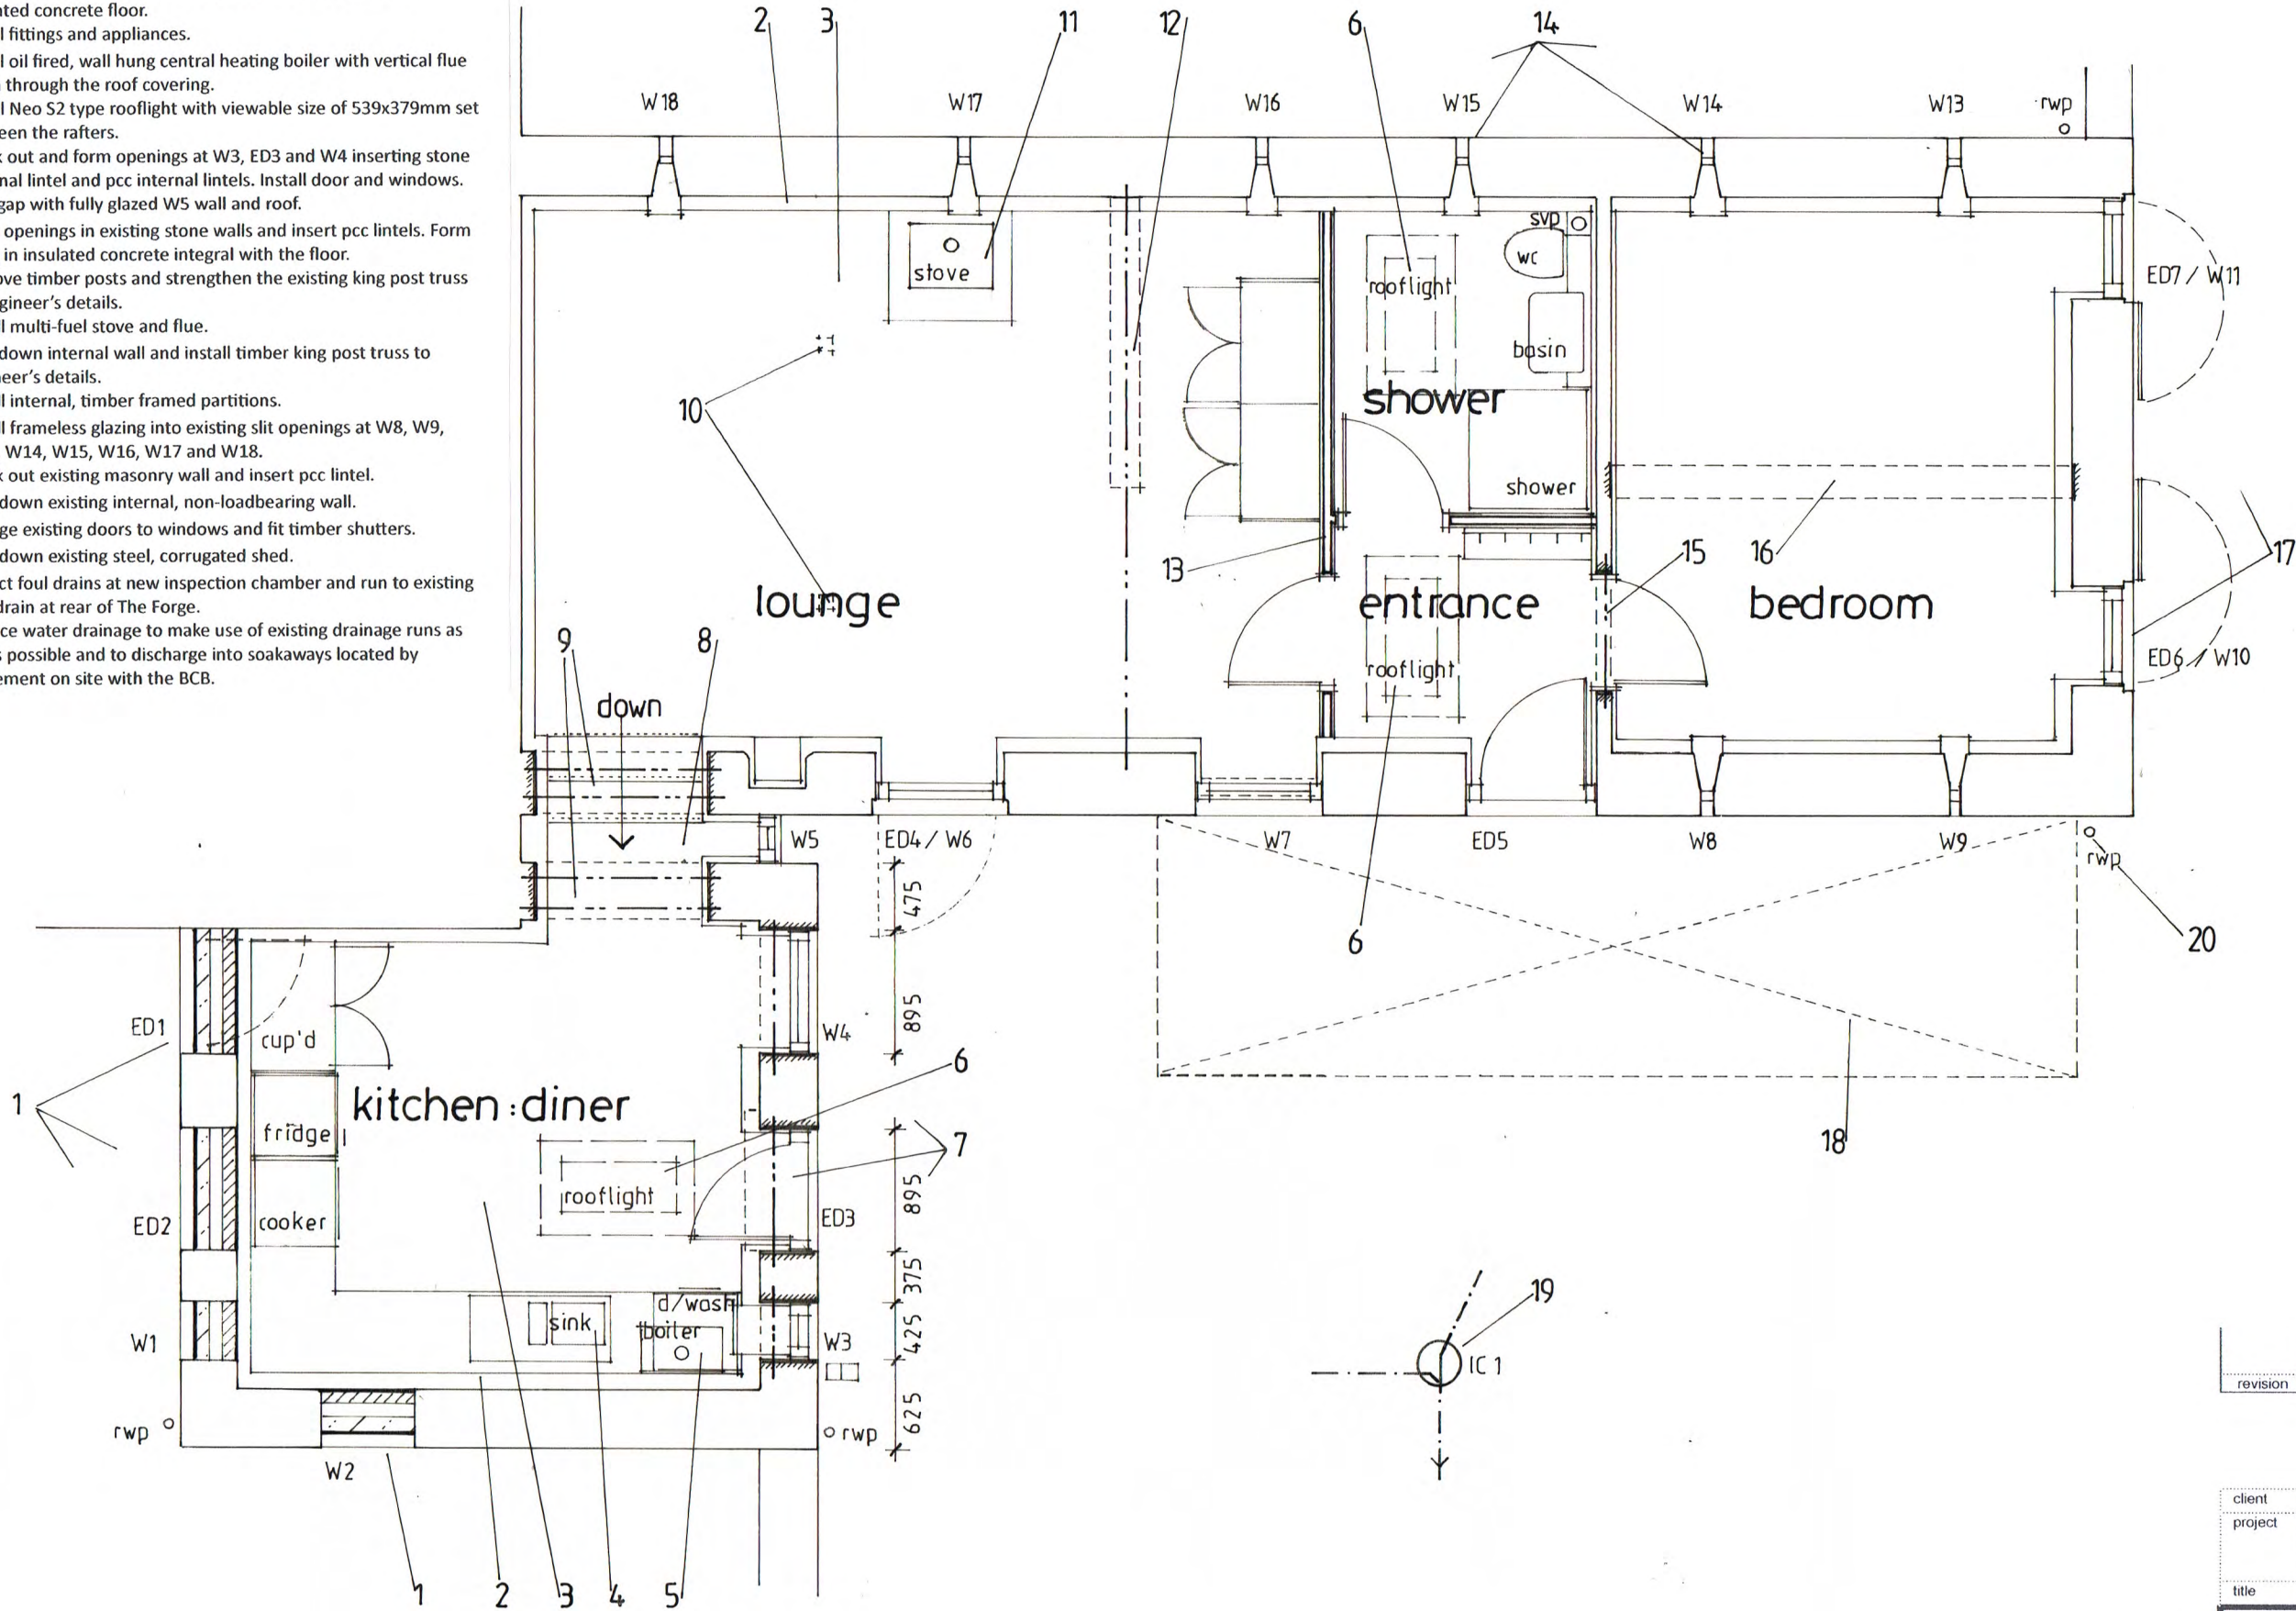 ated concrete floor.
l fittings and appliances.
l oil fired, wall hung central heating boiler with vertical flue
through the roof covering.
l Neo S2 type rooflight with viewable size of 539x379mm set
een the rafters.
out and form openings at W3, ED3 and W4 inserting stone
nal lintel and pcc internal lintels. Install door and windows.
gap with fully glazed W5 wall and roof.
openings in existing stone walls and insert pcc lintels. Form
in insulated concrete integral with the floor.
ove timber posts and strengthen the existing king post truss
gineer's details.
l multi-fuel stove and flue.
down internal wall and install timber king post truss to
eer's details.
l internal, timber framed partitions.
l frameless glazing into existing slit openings at W8, W9,
W14, W15, W16, W17 and W18.
out existing masonry wall and insert pcc lintel.
down existing internal, non-loadbearing wall.
ge existing doors to windows and fit timber shutters.
down existing steel, corrugated shed.
ct foul drains at new inspection chamber and run to existing
drain at rear of The Forge.
ce water drainage to make use of existing drainage runs as
possible and to discharge into soakaways located by
ement on site with the BCB.
2 3 11 12 6 14
W18 W17 W16 W15 W14 W13 rwp
svp
wc
stove
rooflight
ED7 / W11
basin
shower
10
shower
13
15 16 17
lounge
entrance
bedroom
9 8
rooflight
ED6 / W10
down
W5 ED4 / W6 W7 ED5 W8 W9 rwp
475
6
20
895
ED1
cup'd
W4
6
1
kitchen:diner
fridge
7
18
rooflight
895
ED2
cooker
ED3
375
19
d/wash
sink
boiler
425
W1
W3
IC 1
revision
625
rwp
rwp
W2
client
project
title
1 2 3 4 5